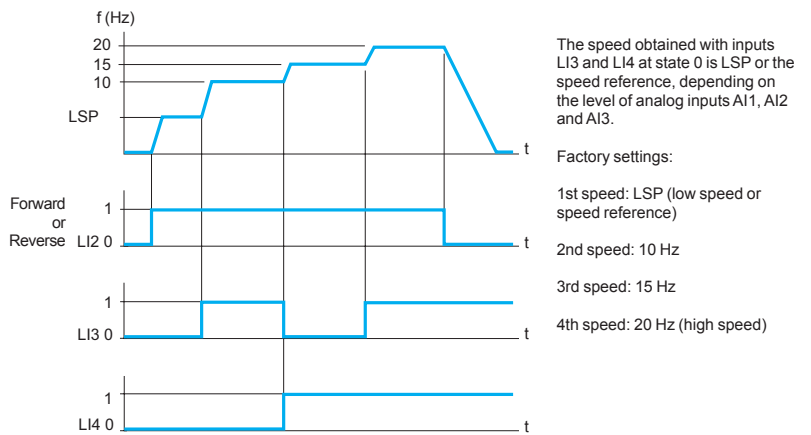 f (Hz)
20
15
10
LSP
t
Forward
or
Reverse
1
LI2 0
t
1
LI3 0
t
1
LI4 0
t
The speed obtained with inputs
LI3 and LI4 at state 0 is LSP or the
speed reference, depending on
the level of analog inputs AI1, AI2
and AI3.
Factory settings:
1st speed: LSP (low speed or
speed reference)
2nd speed: 10 Hz
3rd speed: 15 Hz
4th speed: 20 Hz (high speed)